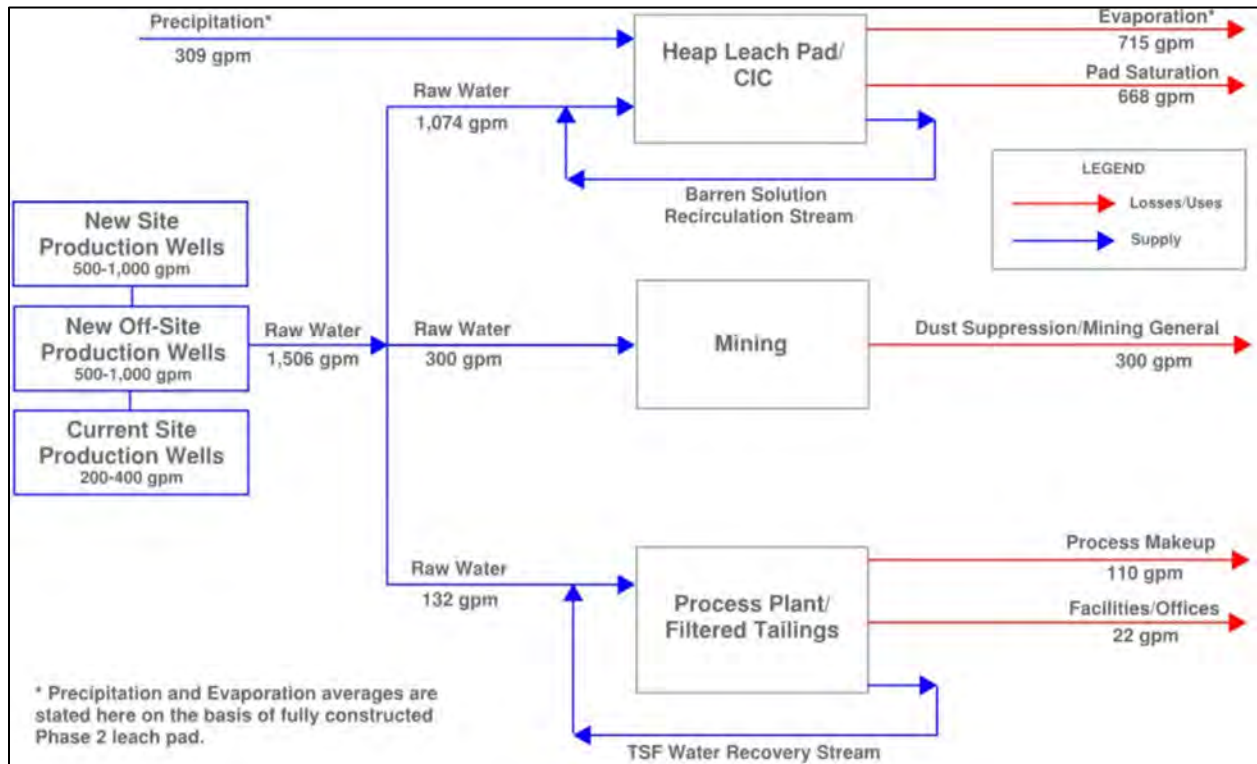 Precipitation*
309 gpm
Heap Leach Pad/
CIC
Evaporation*
715 gpm
Pad Saturation
668 gpm
Raw Water
1,074 gpm
Barren Solution
Recirculation Stream
LEGEND
Losses/Uses
Supply
New Site
Production Wells
500-1,000 gpm
New Off-Site
Production Wells
500-1,000 gpm
Current Site
Production Wells
200-400 gpm
Raw Water
1,506 gpm
Raw Water
300 gpm
Mining
Dust Suppression/Mining General
300 gpm
Raw Water
132 gpm
Process Plant/
Filtered Tailings
Process Makeup
110 gpm
Facilities/Offices
22 gpm
TSF Water Recovery Stream
* Precipitation and Evaporation averages are
stated here on the basis of fully constructed
Phase 2 leach pad.